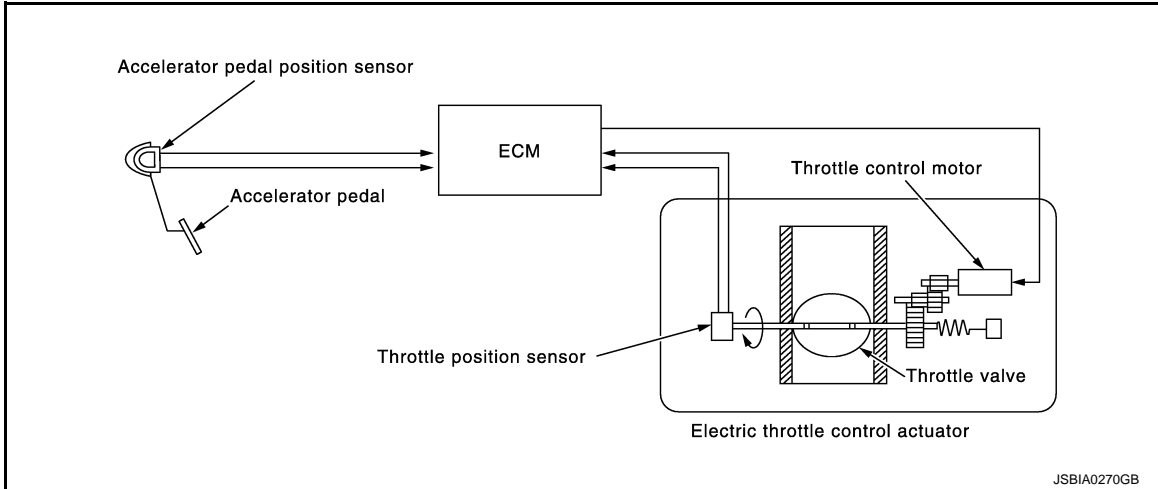 Accelerator pedal position sensor
ECM
Throttle control motor
Accelerator pedal
Throttle position sensor
Throttle valve
Electric throttle control actuator
JSBIA0270GB